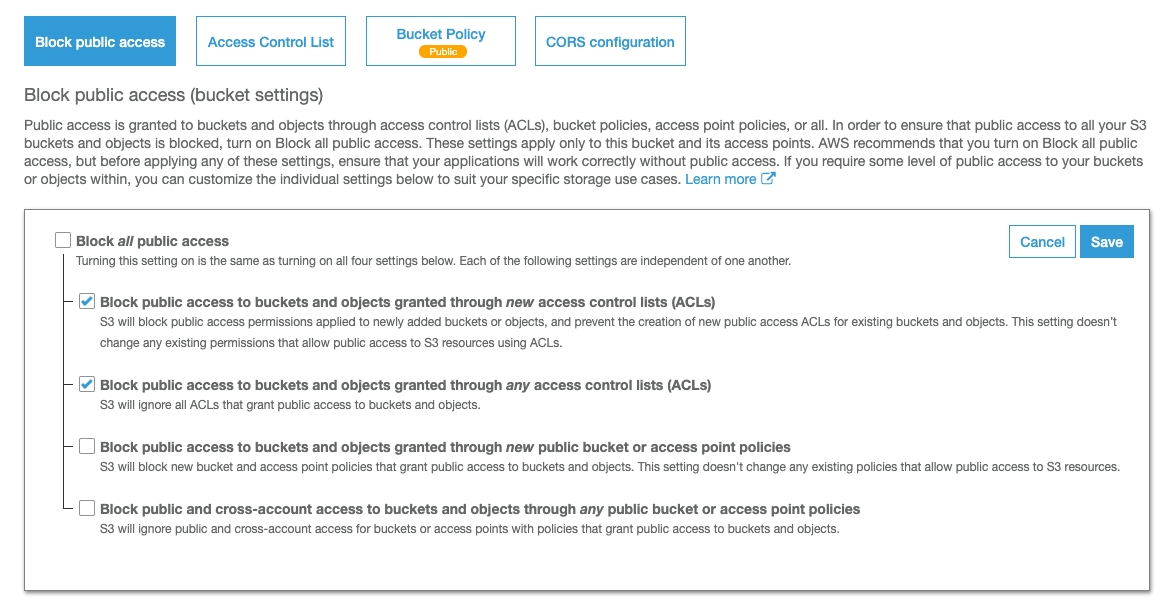 Block public access
Access Control List
Bucket Policy
Public
CORS configuration
Block public access (bucket settings)
Public access is granted to buckets and objects through access control lists (ACLs), bucket policies, access point policies, or all. In order to ensure that public access to all your S3
buckets and objects is blocked, turn on Block all public access. These settings apply only to this bucket and its access points. AWS recommends that you turn on Block all public
access, but before applying any of these settings, ensure that your applications will work correctly without public access. If you require some level of public access to your buckets
or objects within, you can customize the individual settings below to suit your specific storage use cases. Learn more
Block all public access
Cancel
Save
Turning this setting on is the same as turning on all four settings below. Each of the following settings are independent of one another.
Block public access to buckets and objects granted through new access control lists (ACLs)
S3 will block public access permissions applied to newly added buckets or objects, and prevent the creation of new public access ACLs for existing buckets and objects. This setting doesn't
change any existing permissions that allow public access to S3 resources using ACLs.
Block public access to buckets and objects granted through any access control lists (ACLs)
S3 will ignore all ACLs that grant public access to buckets and objects.
Block public access to buckets and objects granted through new public bucket or access point policies
S3 will block new bucket and access point policies that grant public access to buckets and objects. This setting doesn't change any existing policies that allow public access to S3 resources.
Block public and cross-account access to buckets and objects through any public bucket or access point policies
S3 will ignore public and cross-account access for buckets or access points with policies that grant public access to buckets and objects.